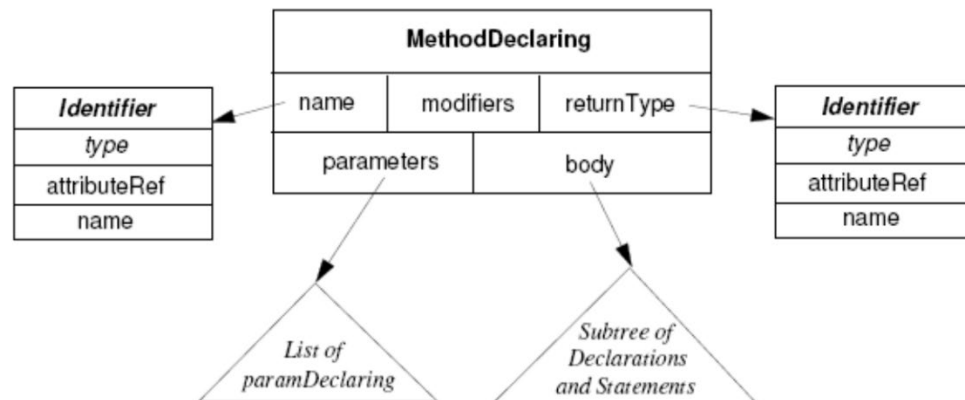 MethodDeclaring
name modifiers returnType
parameters body
Identifier
type
attributeRef
name
Identifier
type
attributeRef
name
List of
paramDeclaring
Subtree of
Declarations
and Statements